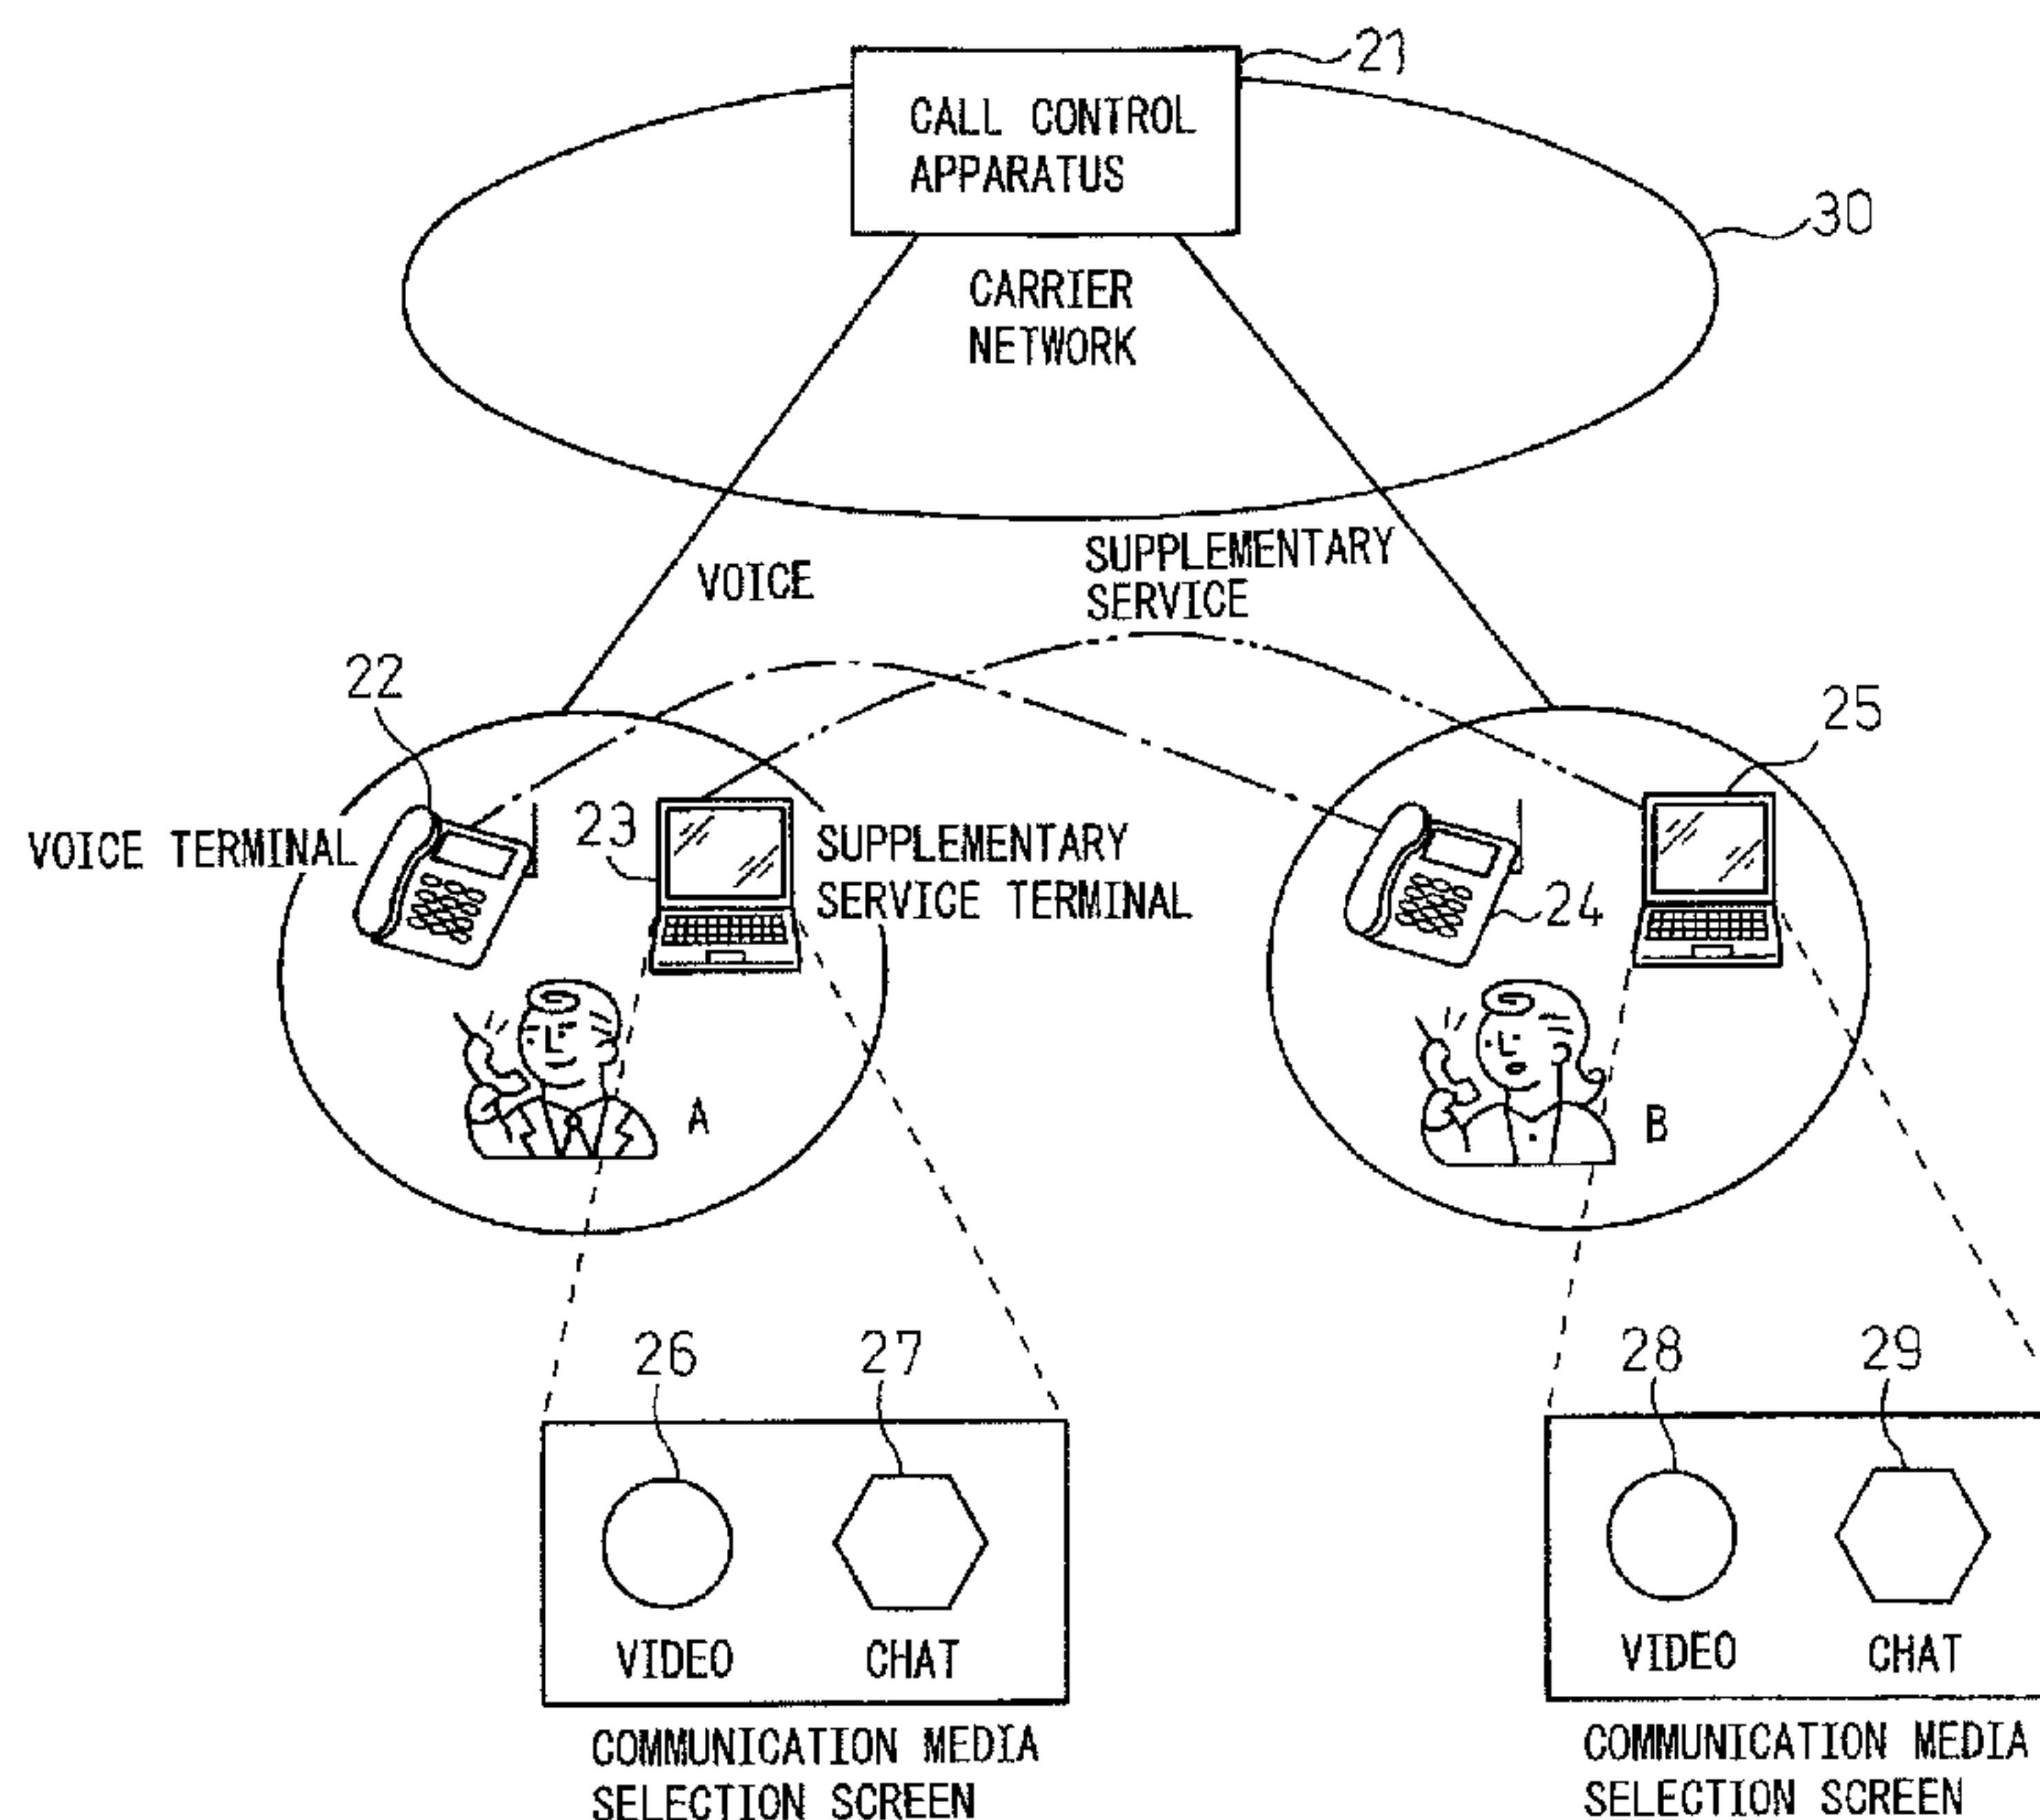 21
CALL CONTROL
APPARATUS
30
CARRIER
NETWORK
VOICE
SUPPLEMENTARY
SERVICE
22
25
VOICE TERMINAL
23
SUPPLEMENTARY
SERVICE TERMINAL
24
A
B
26
27
28
29
VIDEO
CHAT
VIDEO
CHAT
COMMUNICATION MEDIA
SELECTION SCREEN
COMMUNICATION MEDIA
SELECTION SCREEN